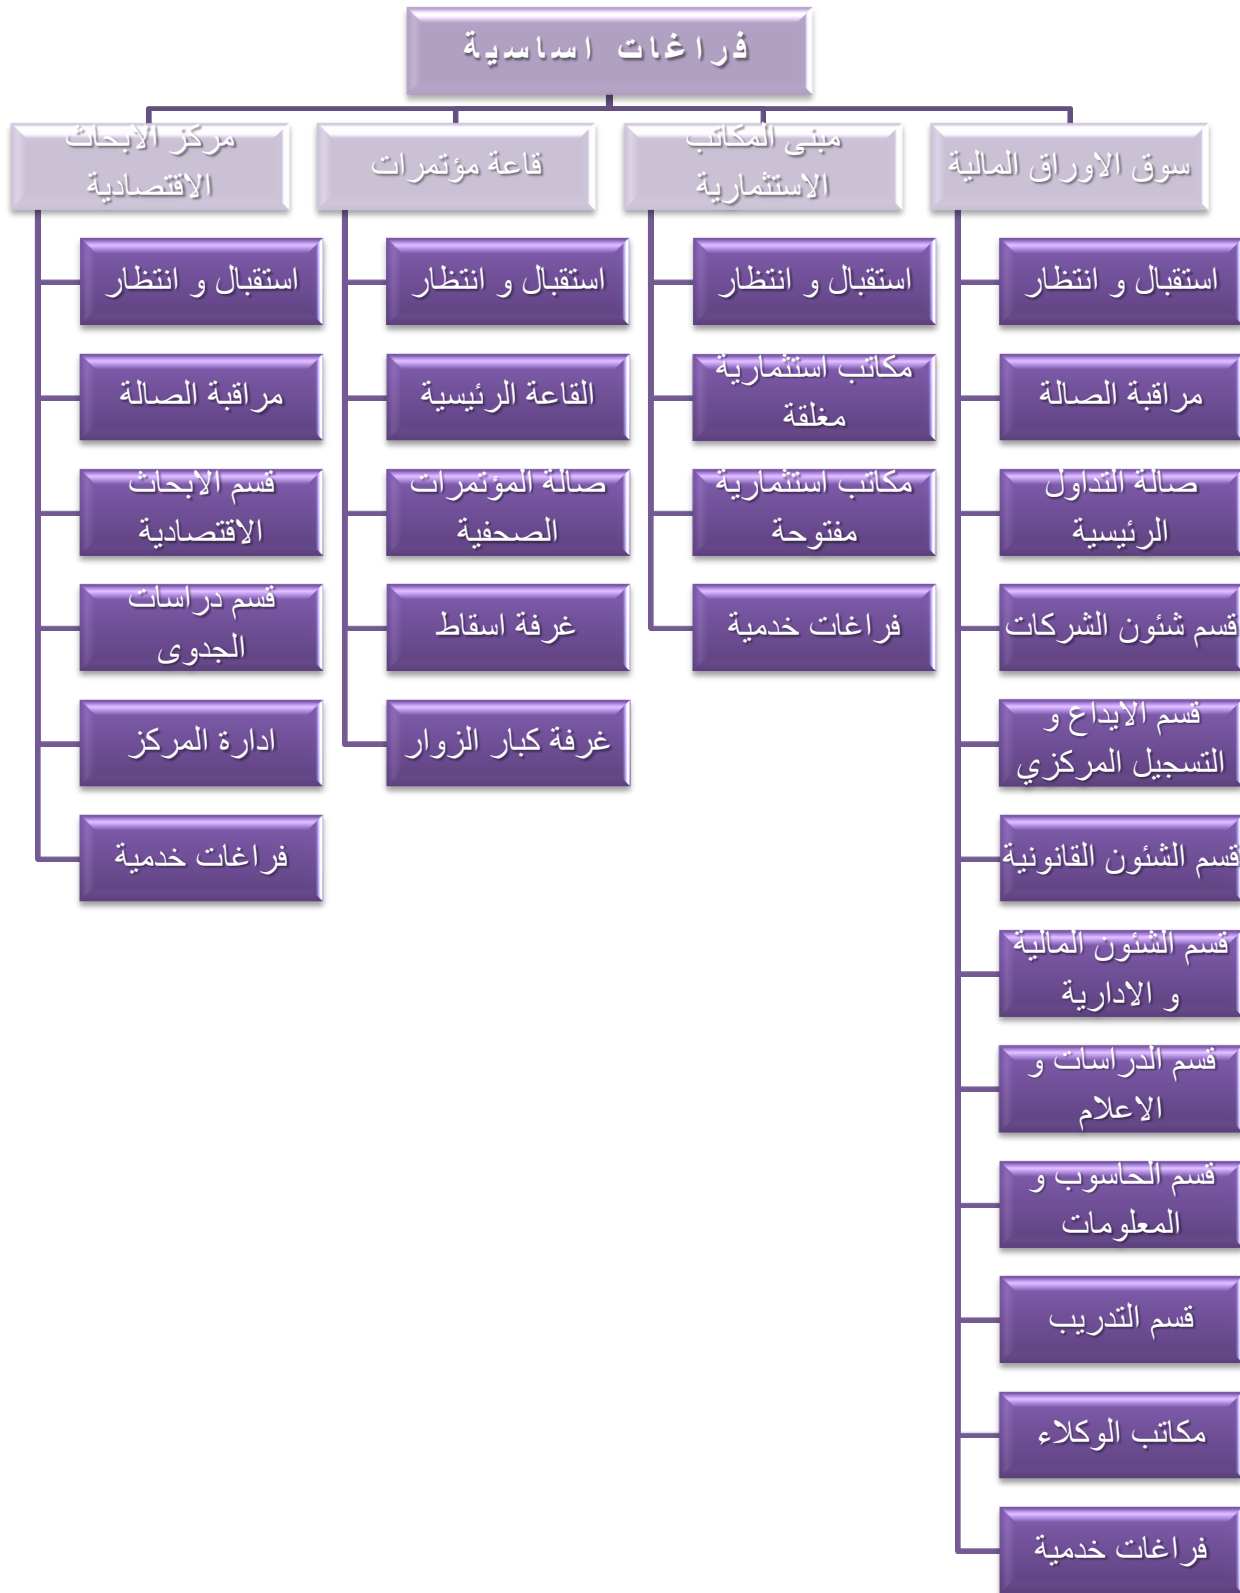 فراغات اساسية
سوق الاوراق المالية
استقبال و انتظار
مراقبة الصالة
صالة التداول
الرئيسية
قسم شئون الشركات
قسم الايداع و
التسجيل المركزي
قسم الشئون القانونية
قسم الشئون المالية
و الادارية
قسم الدراسات و
الاعلام
قسم الحاسوب و
المعلومات
قسم التدريب
مكاتب الوكلاء
فراغات خدمية
مبنى المكاتب
الاستثمارية
استقبال و انتظار
مكاتب استثمارية
مغلقة
مكاتب استثمارية
مفتوحة
فراغات خدمية
قاعة مؤتمرات
استقبال و انتظار
القاعة الرئيسية
صالة المؤتمرات
الصحفية
غرفة اسقاط
غرفة كبار الزوار
مركز الابحاث
الاقتصادية
استقبال و انتظار
مراقبة الصالة
قسم الابحاث
الاقتصادية
قسم دراسات
الجدوى
ادارة المركز
فراغات خدمية